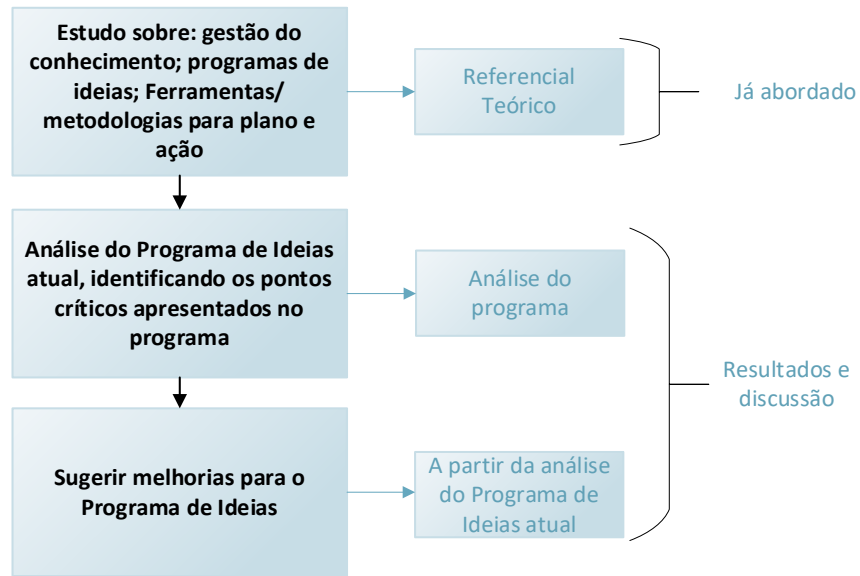 Estudo sobre: gestão do
conhecimento; programas de
ideias; Ferramentas/
metodologias para plano e
ação
Referencial
Teórico
Já abordado
Análise do Programa de Ideias
atual, identificando os pontos
críticos apresentados no
programa
Análise do
programa
Resultados e
discussão
Sugerir melhorias para o
Programa de Ideias
A partir da análise
do Programa de
Ideias atual